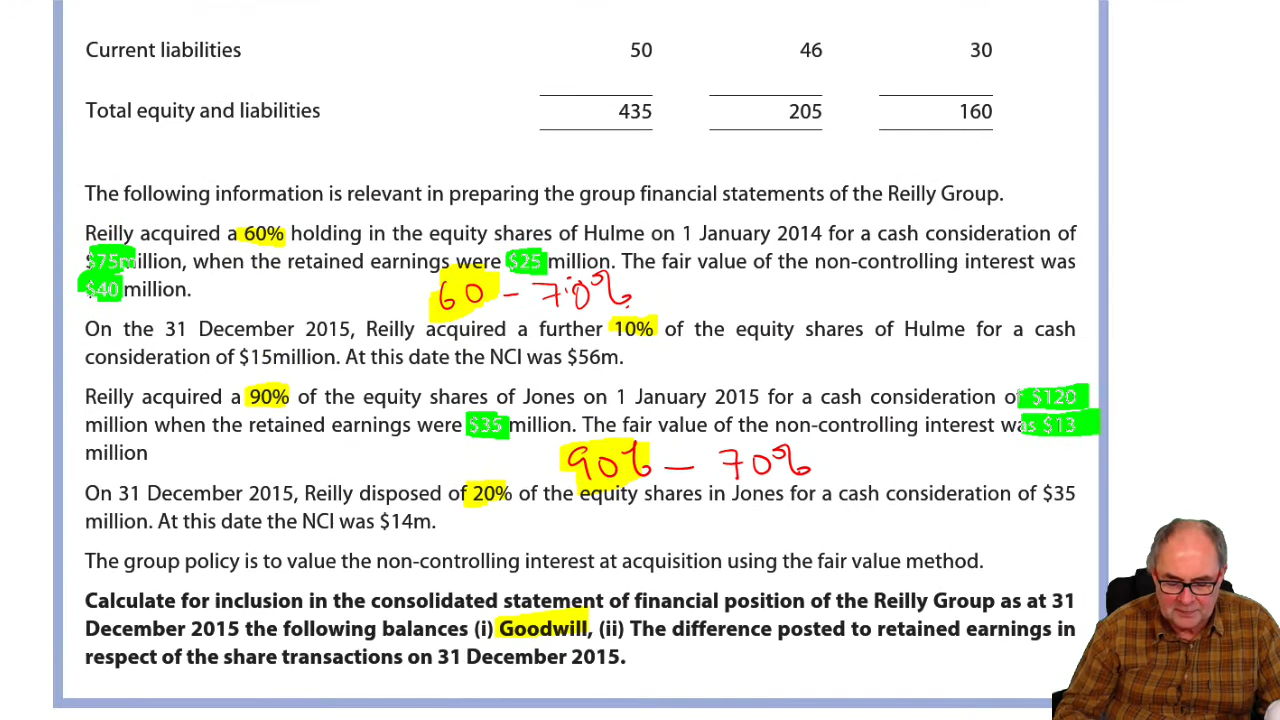 Current liabilities 50 46 30
Total equity and liabilities 435 205 160
The following information is relevant in preparing the group financial statements of the Reilly Group.
Reilly acquired a 60% holding in the equity shares of Hulme on 1 January 2014 for a cash consideration of
$75million, when the retained earnings were $25 million. The fair value of the non-controlling interest was
$40 million.
60 - 70%
On the 31 December 2015, Reilly acquired a further 10% of the equity shares of Hulme for a cash
consideration of $15million. At this date the NCI was $56m.
Reilly acquired a 90% of the equity shares of Jones on 1 January 2015 for a cash consideration of $120
million when the retained earnings were $35 million. The fair value of the non-controlling interest was $13
million
90% - 70%
On 31 December 2015, Reilly disposed of 20% of the equity shares in Jones for a cash consideration of $35
million. At this date the NCI was $14m.
The group policy is to value the non-controlling interest at acquisition using the fair value method.
Calculate for inclusion in the consolidated statement of financial position of the Reilly Group as at 31
December 2015 the following balances (i) Goodwill, (ii) The difference posted to retained earnings in
respect of the share transactions on 31 December 2015.